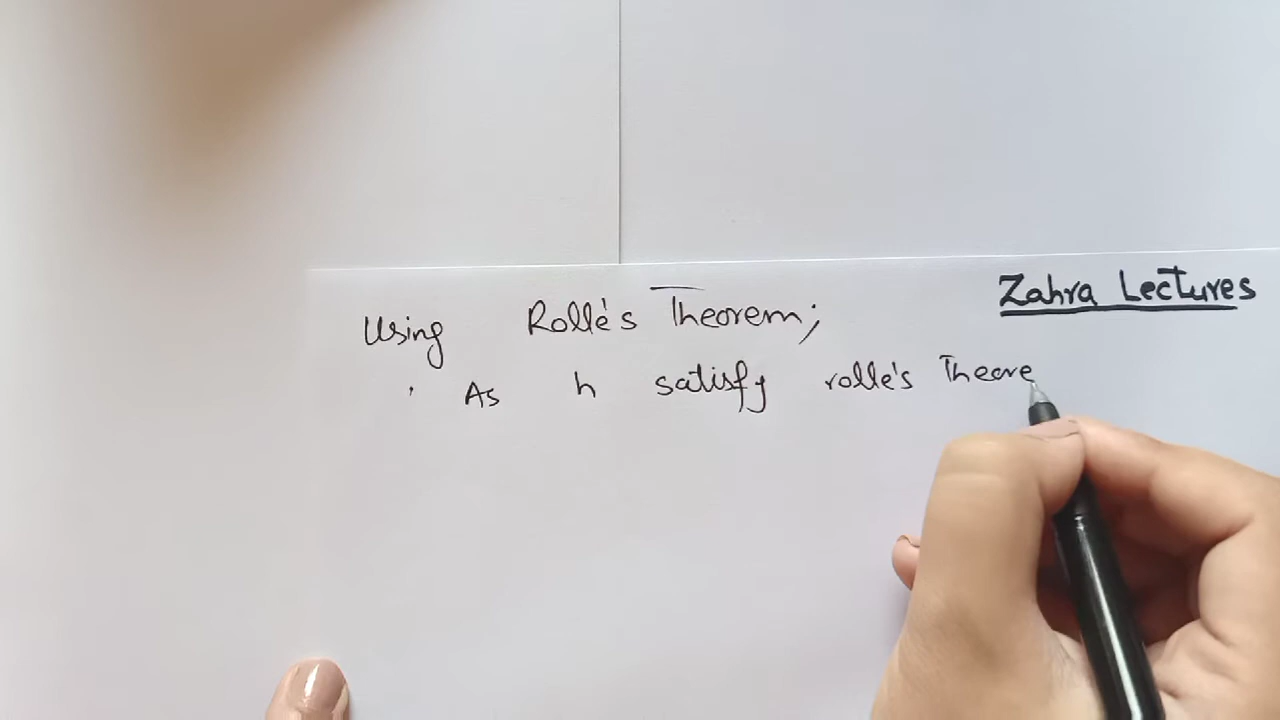 Zahra Lectures
Using Rolle's Theorem;
As h satisfy rolle's Theore